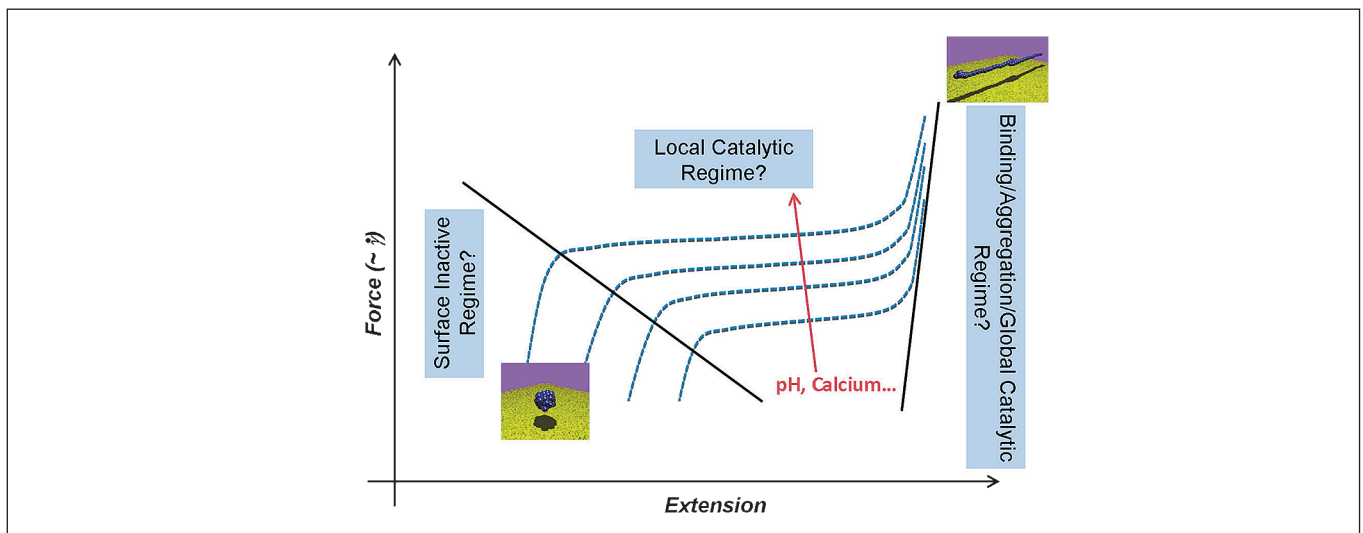 Local Catalytic
Regime?
Surface Inactive
Regime?
Binding/Aggregation/Global Catalytic
Regime?
pH, Calcium...
Force (~ γ̇)
Extension